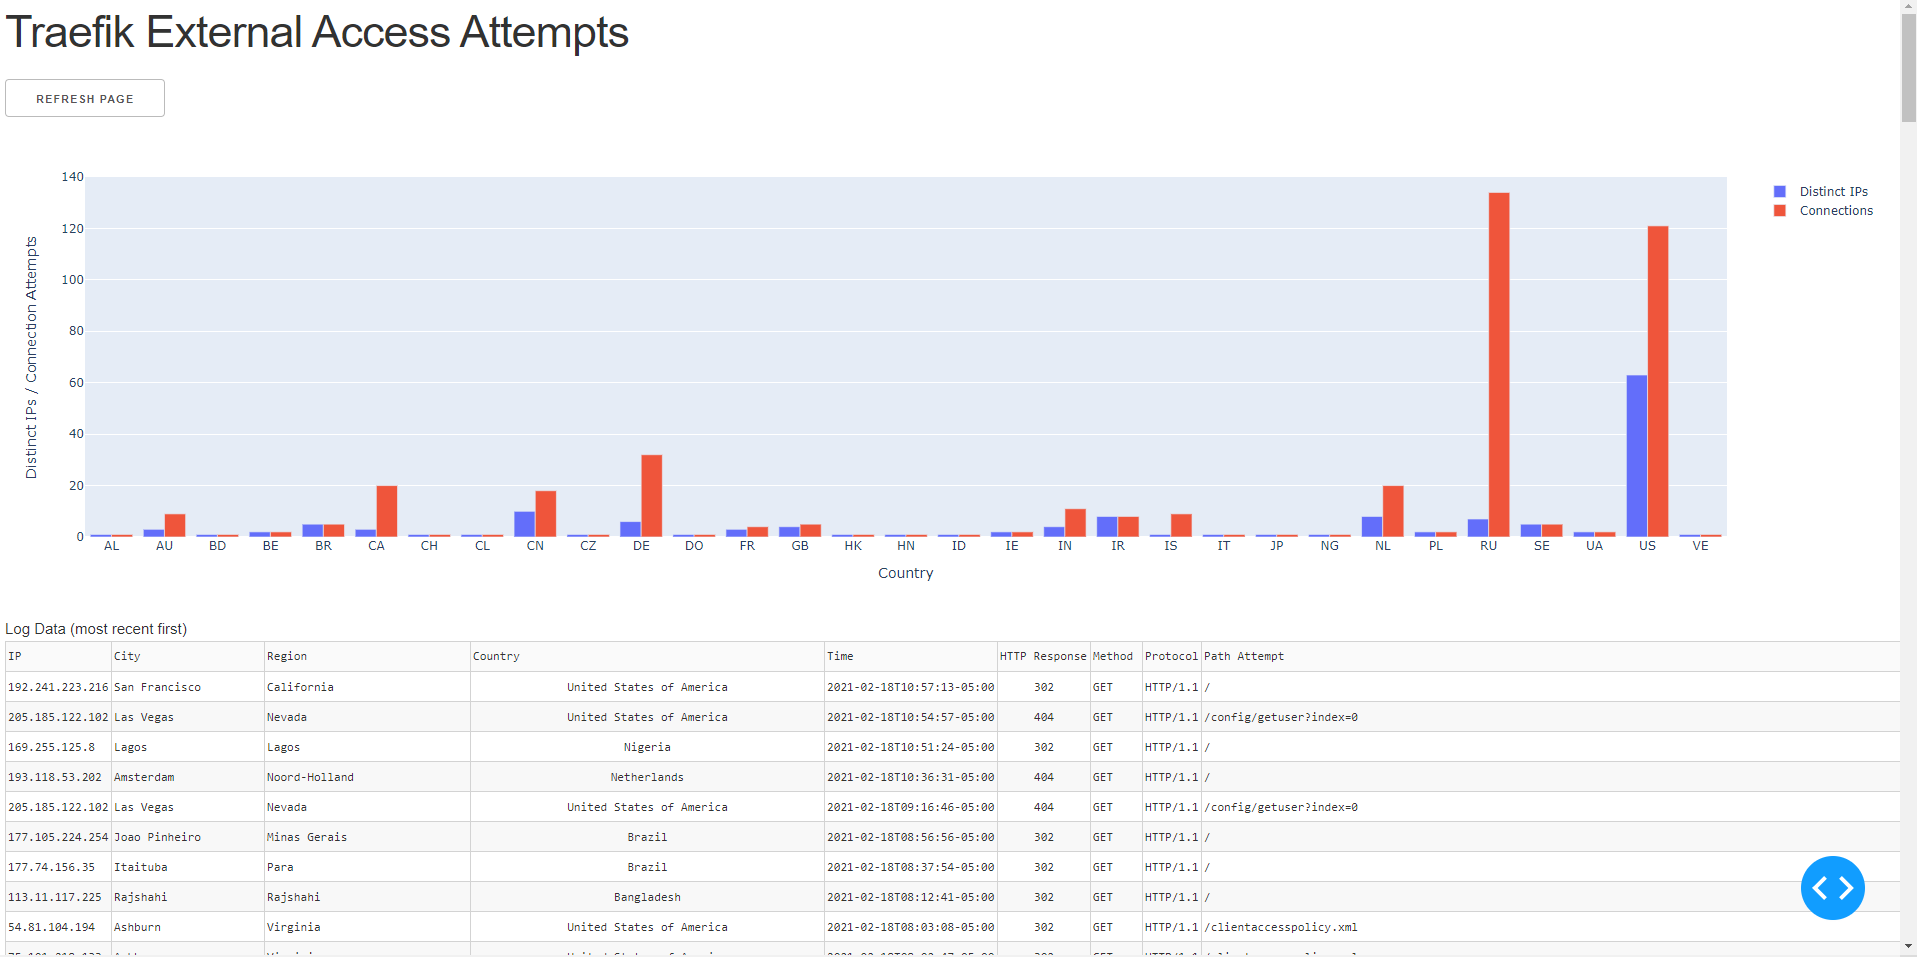 Traefik External Access Attempts
REFRESH PAGE
140
120
100
80
60
40
20
0
Distinct IPs / Connection Attempts
AL AU BD BE BR CA CH CL CN CZ DE DO FR GB HK HN ID IE IN IR IS IT JP NG NL PL RU SE UA US VE
Country
Distinct IPs
Connections
Log Data (most recent first)
IP City Region Country Time HTTP Response Method Protocol Path Attempt
192.241.223.216 San Francisco California United States of America 2021-02-18T10:57:13-05:00 302 GET HTTP/1.1 /
205.185.122.102 Las Vegas Nevada United States of America 2021-02-18T10:54:57-05:00 404 GET HTTP/1.1 /config/getuser?index=0
169.255.125.8 Lagos Lagos Nigeria 2021-02-18T10:51:24-05:00 302 GET HTTP/1.1 /
193.118.53.202 Amsterdam Noord-Holland Netherlands 2021-02-18T10:36:31-05:00 404 GET HTTP/1.1 /
205.185.122.102 Las Vegas Nevada United States of America 2021-02-18T09:16:46-05:00 404 GET HTTP/1.1 /config/getuser?index=0
177.105.224.254 Joao Pinheiro Minas Gerais Brazil 2021-02-18T08:56:56-05:00 302 GET HTTP/1.1 /
177.74.156.35 Itaituba Para Brazil 2021-02-18T08:37:54-05:00 302 GET HTTP/1.1 /
113.11.117.225 Rajshahi Rajshahi Bangladesh 2021-02-18T08:12:41-05:00 302 GET HTTP/1.1 /
54.81.104.194 Ashburn Virginia United States of America 2021-02-18T08:03:08-05:00 302 GET HTTP/1.1 /clientaccesspolicy.xml